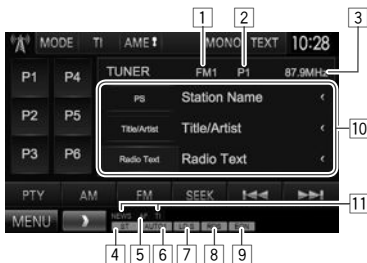 1 2 3
MODE TI AME MONO TEXT 10:28
P1 P4 TUNER FM1 P1 87.9MHz
PS Station Name
P2 P5 Title/Artist Title/Artist 10
P3 P6 Radio Text Radio Text
PTY AM FM SEEK
11
MENU NEWS AF TI
ST
4 5 6 7 8 9